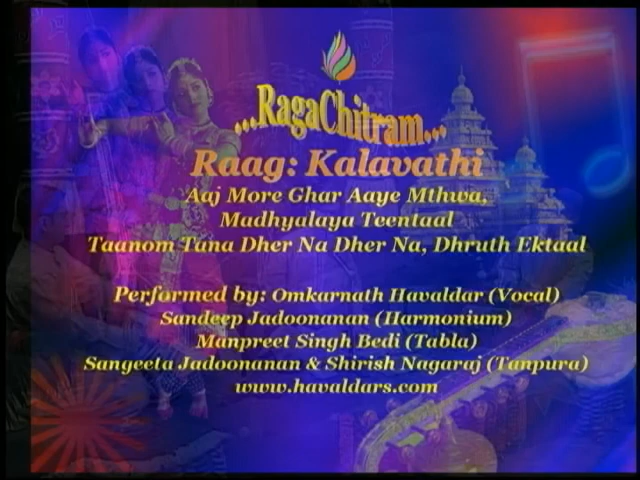 ...RagaChitram...
Raag: Kalavathi
Aaj More Ghar Aaye Mthwa,
Madhyalaya Teentaal
Taanom Tana Dher Na Dher Na, Dhruth Ektaal
Performed by: Omkarnath Havaldar (Vocal)
Sandeep Jadoonanan (Harmonium)
Manpreet Singh Bedi (Tabla)
Sangeeta Jadoonanan & Shirish Nagaraj (Tanpura)
www.havaldars.com